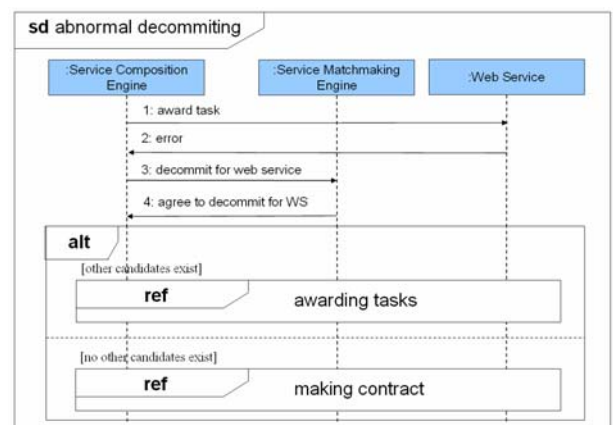 sd abnormal decommiting
:Service Composition
Engine
:Service Matchmaking
Engine
:Web Service
1: award task
2: error
3: decommit for web service
4: agree to decommit for WS
alt
[other candidates exist]
ref
awarding tasks
[no other candidates exist]
ref
making contract